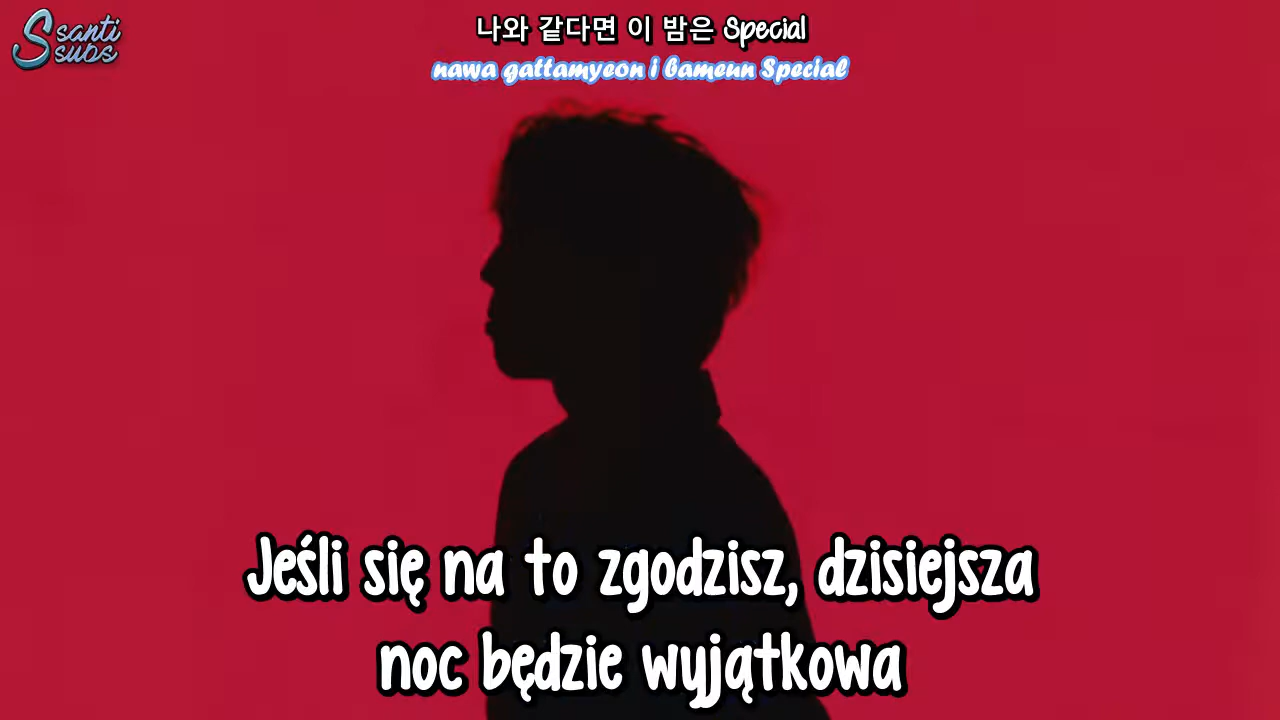 Ssanti
subs
나와 같다면 이 밤은 Special
nawa gattamyeon i bameun Special
Jeśli się na to zgodzisz, dzisiejsza
noc będzie wyjątkowa